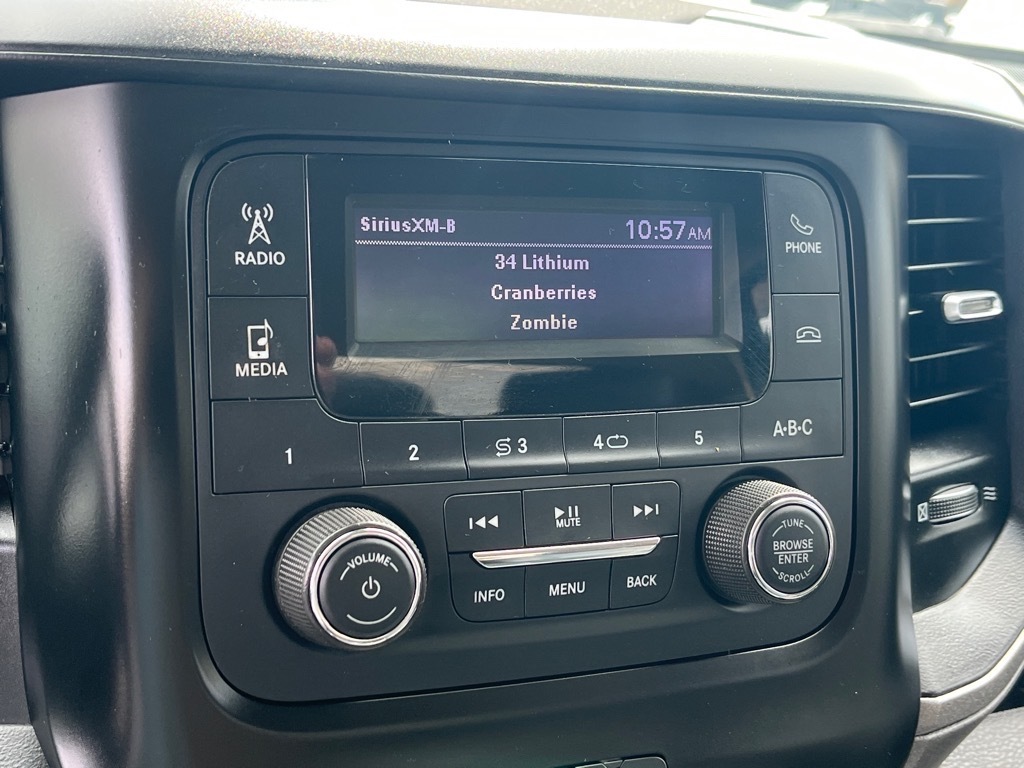 SiriusXM-B 10:57AM
34 Lithium
Cranberries
Zombie
RADIO
MEDIA
PHONE
1 2 3 4 5 A•B•C
MUTE
INFO MENU BACK
VOLUME
TUNE
BROWSE
ENTER
SCROLL